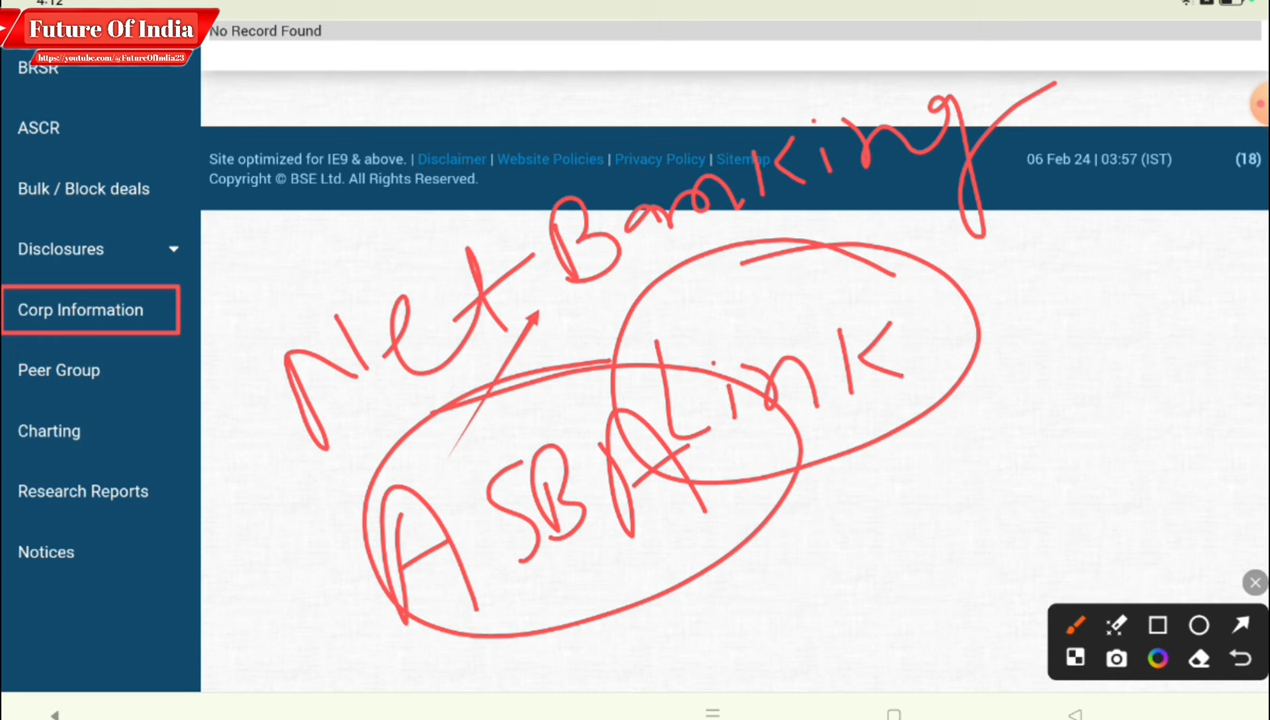 4:12
Future Of India
https://youtube.com/@FutureOfIndia23
No Record Found
BRSR
ASCR
Site optimized for IE9 & above. | Disclaimer | Website Policies | Privacy Policy | Sitemap
06 Feb 24 | 03:57 (IST)
(18)
Copyright © BSE Ltd. All Rights Reserved.
Bulk / Block deals
Disclosures
Corp Information
Peer Group
Charting
Research Reports
Notices
Net Banking
Link
ASBA